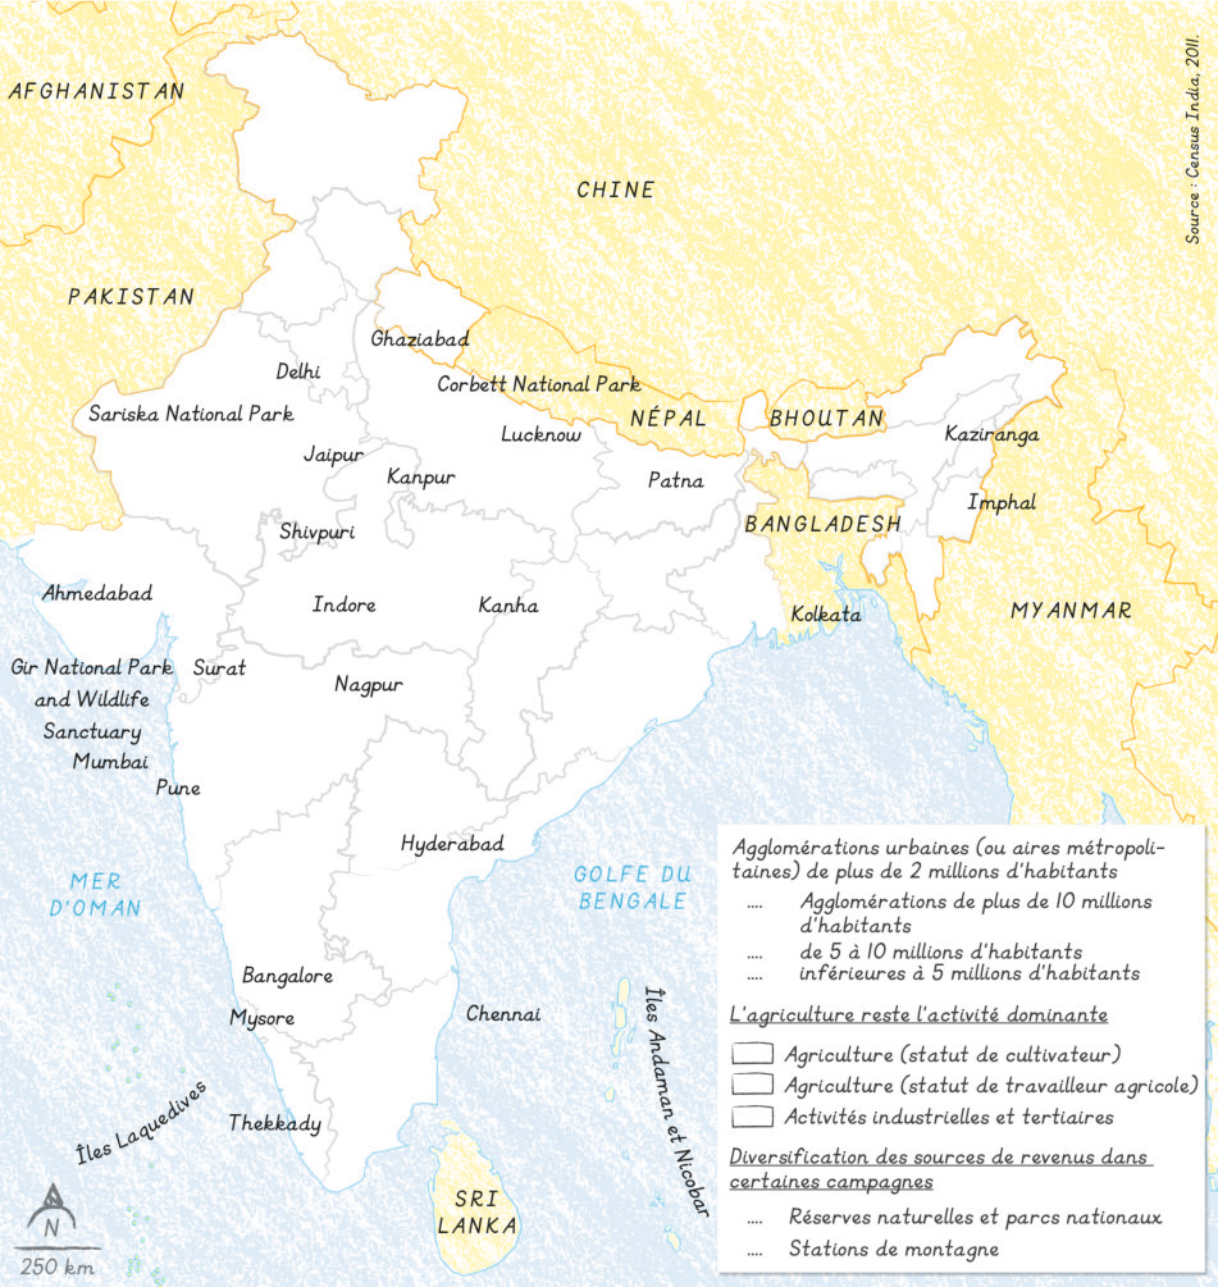 Source : Census India, 2011.
AFGHANISTAN
CHINE
PAKISTAN
Ghaziabad
Delhi
Corbett National Park
Sariska National Park
NÉPAL
BHOUTAN
Lucknow
Kaziranga
Jaipur
Kanpur
Patna
Imphal
BANGLADESH
Shivpuri
Ahmedabad
Indore
Kanha
Kolkata
MYANMAR
Gir National Park
and Wildlife
Sanctuary
Surat
Nagpur
Mumbai
Pune
Hyderabad
MER
D'OMAN
GOLFE DU
BENGALE
Bangalore
Mysore
Chennai
Îles Andaman et Nicobar
Îles Laquedives
Thekkady
SRI
LANKA
N
250 km
Agglomérations urbaines (ou aires métropoli-
taines) de plus de 2 millions d'habitants
.... Agglomérations de plus de 10 millions
d'habitants
.... de 5 à 10 millions d'habitants
.... inférieures à 5 millions d'habitants
L'agriculture reste l'activité dominante
Agriculture (statut de cultivateur)
Agriculture (statut de travailleur agricole)
Activités industrielles et tertiaires
Diversification des sources de revenus dans
certaines campagnes
.... Réserves naturelles et parcs nationaux
.... Stations de montagne